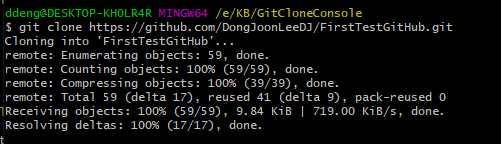 ddeng@DESKTOP-KHOLR4R MINGW64 /e/KB/GitCloneConsole
$ git clone https://github.com/DongJoonLeeDJ/FirstTestGitHub.git
Cloning into 'FirstTestGitHub'...
remote: Enumerating objects: 59, done.
remote: Counting objects: 100% (59/59), done.
remote: Compressing objects: 100% (39/39), done.
remote: Total 59 (delta 17), reused 41 (delta 9), pack-reused 0
Receiving objects: 100% (59/59), 9.84 KiB | 719.00 KiB/s, done.
Resolving deltas: 100% (17/17), done.